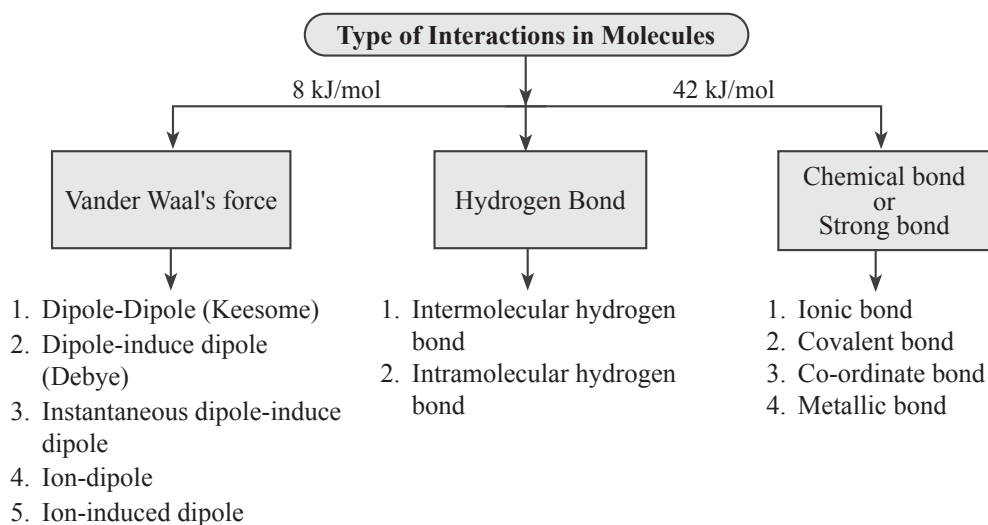 Type of Interactions in Molecules
8 kJ/mol
42 kJ/mol
Vander Waal's force
Hydrogen Bond
Chemical bond
or
Strong bond
1. Dipole-Dipole (Keesome)
2. Dipole-induce dipole
(Debye)
3. Instantaneous dipole-induce
dipole
4. Ion-dipole
5. Ion-induced dipole
1. Intermolecular hydrogen
bond
2. Intramolecular hydrogen
bond
1. Ionic bond
2. Covalent bond
3. Co-ordinate bond
4. Metallic bond